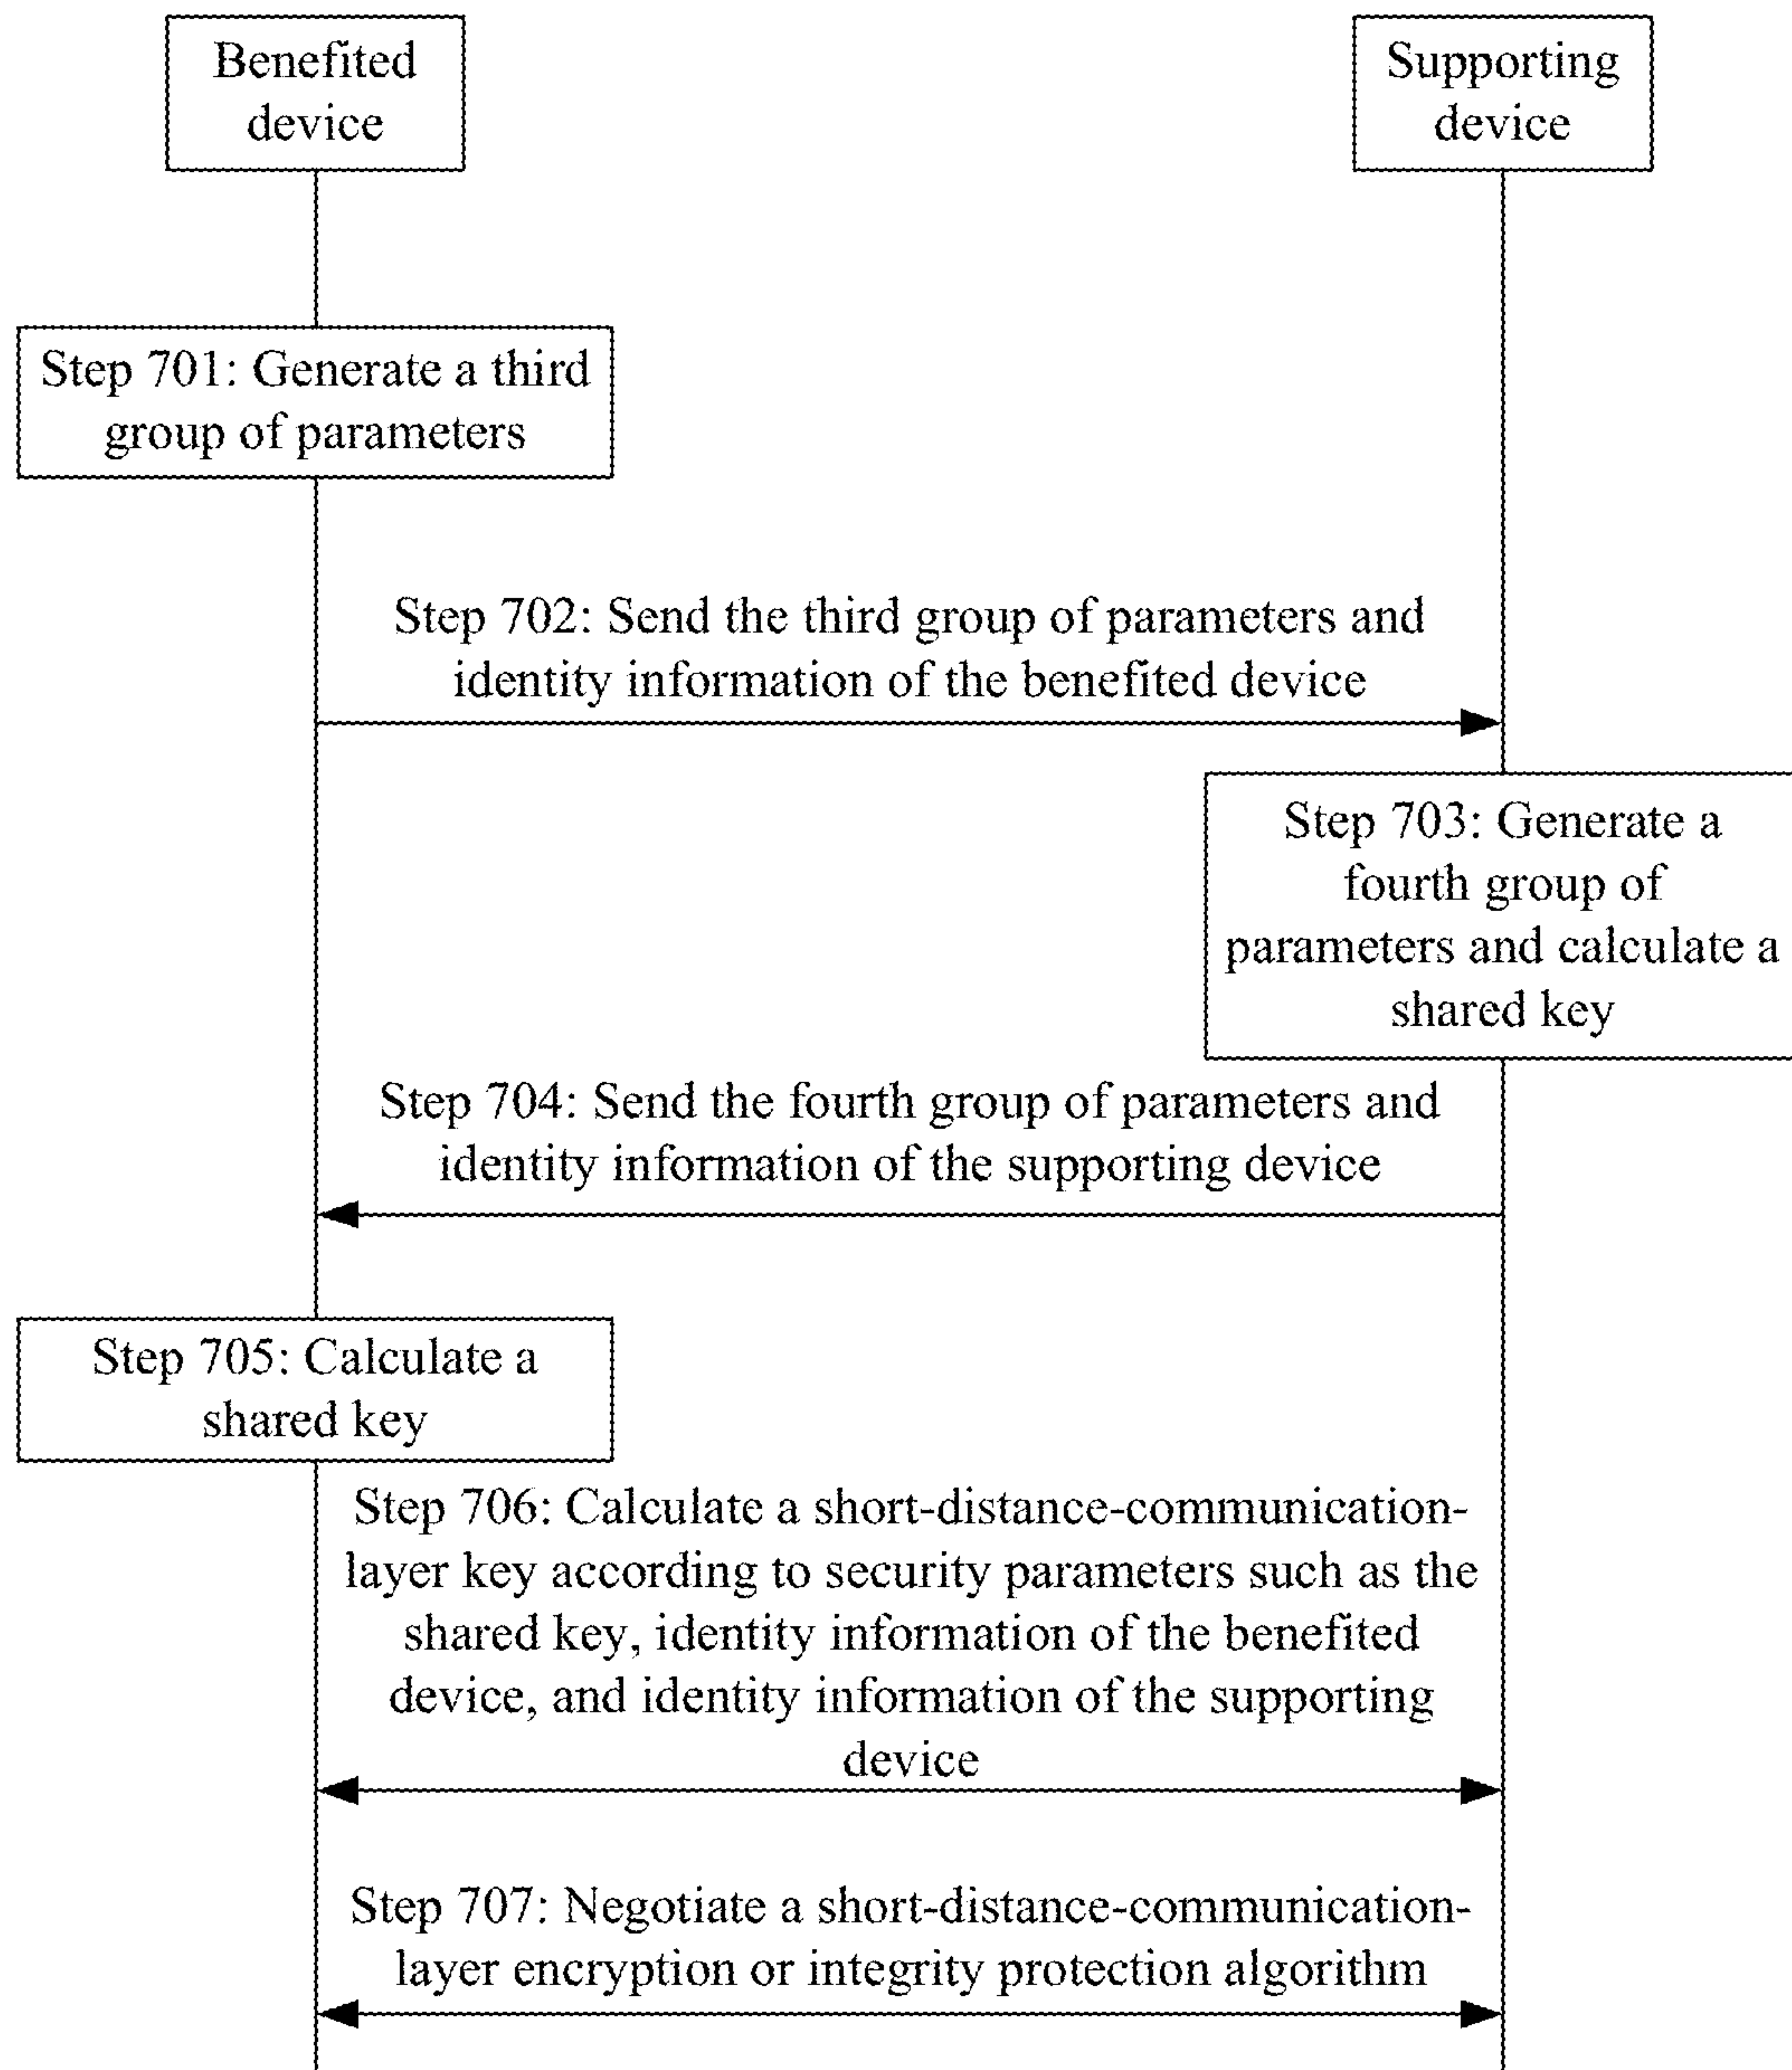 Benefited
device
Supporting
device
Step 701: Generate a third
group of parameters
Step 702: Send the third group of parameters and
identity information of the benefited device
Step 703: Generate a
fourth group of
parameters and calculate a
shared key
Step 704: Send the fourth group of parameters and
identity information of the supporting device
Step 705: Calculate a
shared key
Step 706: Calculate a short-distance-communication-
layer key according to security parameters such as the
shared key, identity information of the benefited
device, and identity information of the supporting
device
Step 707: Negotiate a short-distance-communication-
layer encryption or integrity protection algorithm